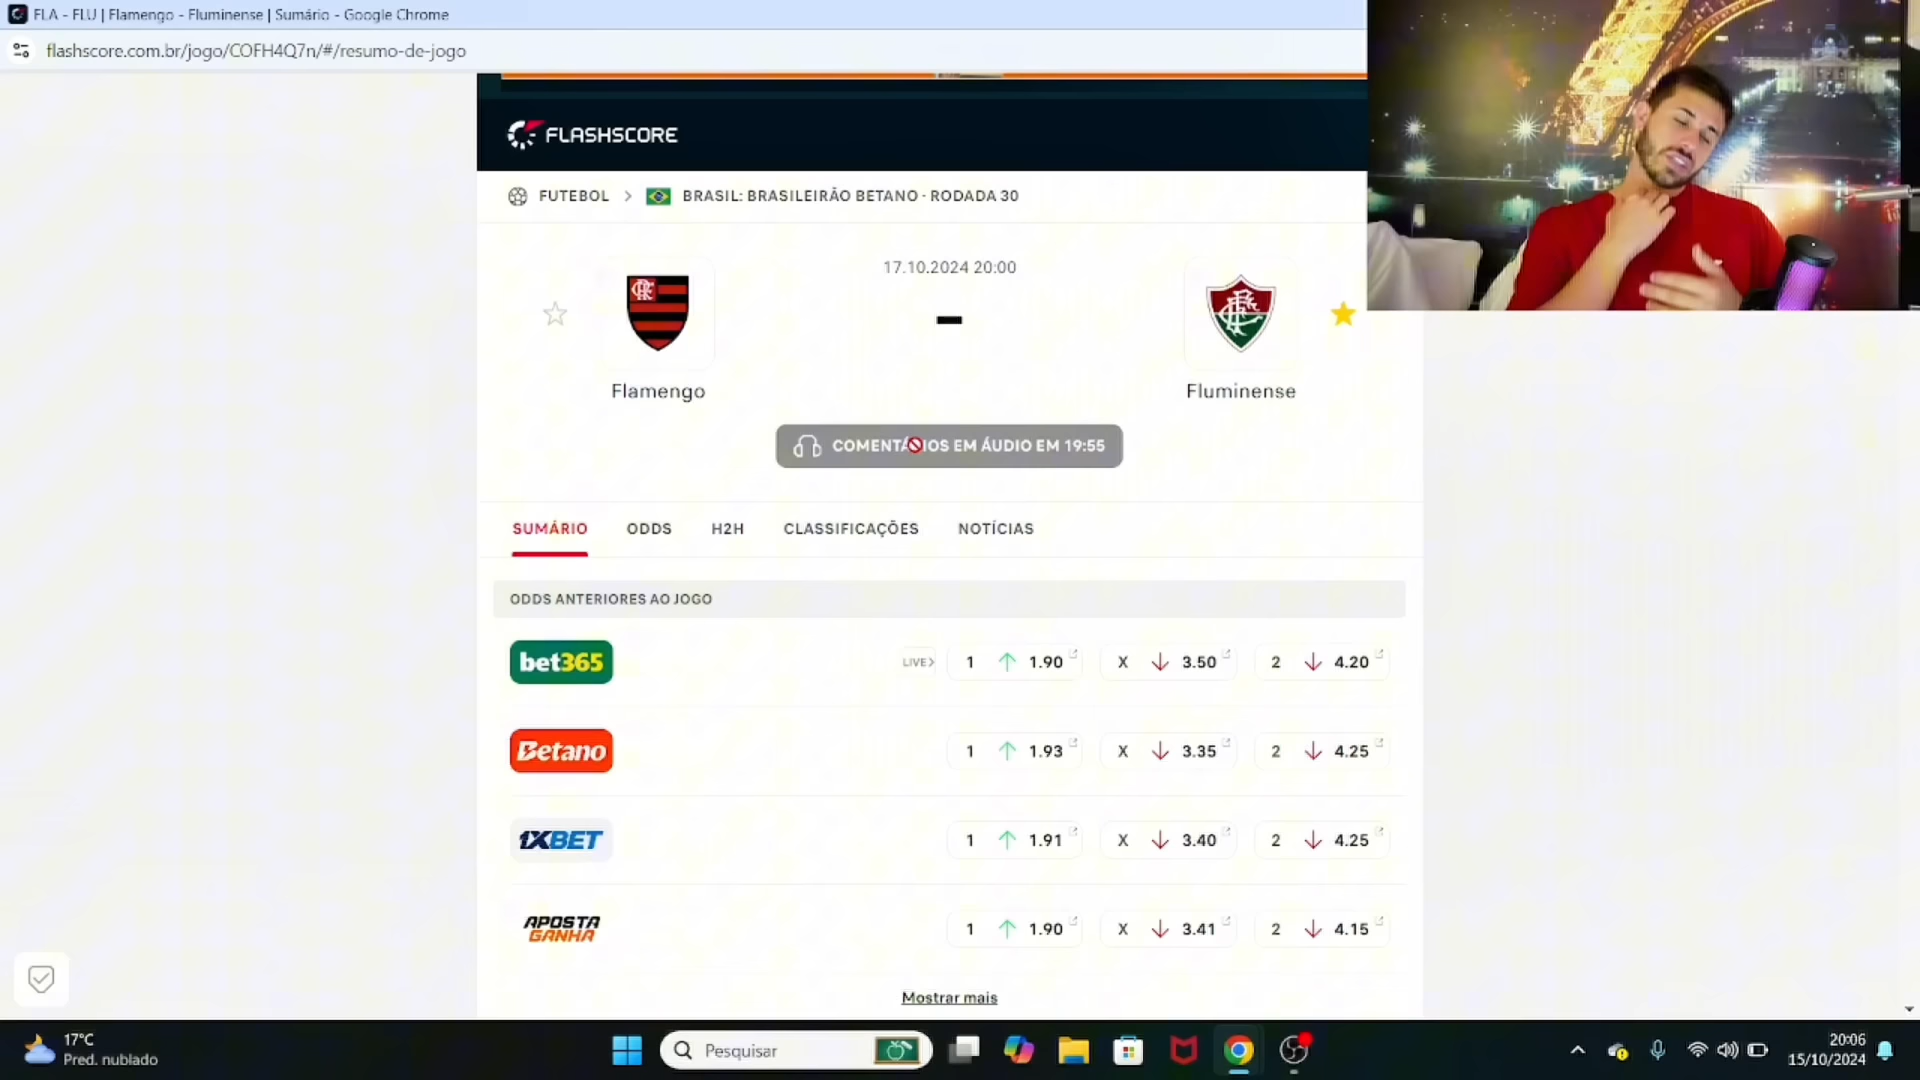 FLA - FLU | Flamengo - Fluminense | Sumário - Google Chrome
flashscore.com.br/jogo/COFH4Q7n/#/resumo-de-jogo
FLASHSCORE
FUTEBOL > BRASIL: BRASILEIRÃO BETANO - RODADA 30
17.10.2024 20:00
-
Flamengo
Fluminense
COMENTÁRIOS EM ÁUDIO EM 19:55
SUMÁRIO ODDS H2H CLASSIFICAÇÕES NOTÍCIAS
ODDS ANTERIORES AO JOGO
bet365 LIVE> 1 1.90 X 3.50 2 4.20
Betano 1 1.93 X 3.35 2 4.25
1XBET 1 1.91 X 3.40 2 4.25
APOSTA GANHA 1 1.90 X 3.41 2 4.15
Mostrar mais
17°C
Pred. nublado
Pesquisar
20:06
15/10/2024